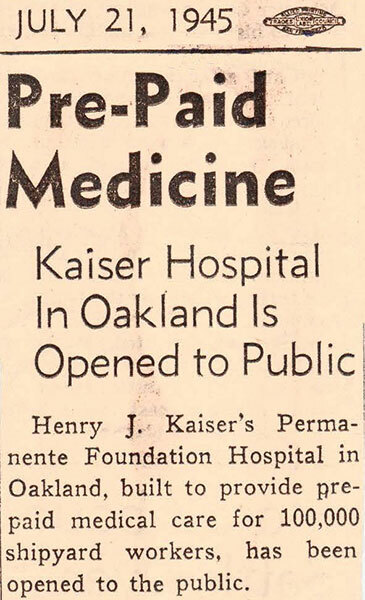 JULY 21, 1945
Pre-Paid
Medicine
Kaiser Hospital
In Oakland Is
Opened to Public
Henry J. Kaiser's Perma-
nente Foundation Hospital in
Oakland, built to provide pre-
paid medical care for 100,000
shipyard workers, has been
opened to the public.